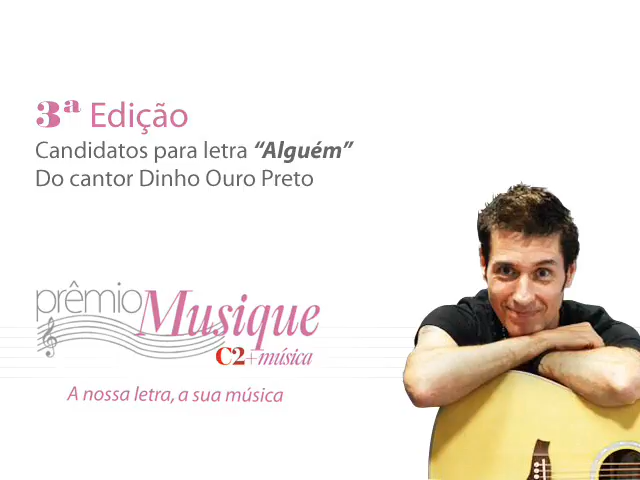 3ª Edição
Candidatos para letra “Alguém”
Do cantor Dinho Ouro Preto
prêmio Musique
C2+música
A nossa letra, a sua música